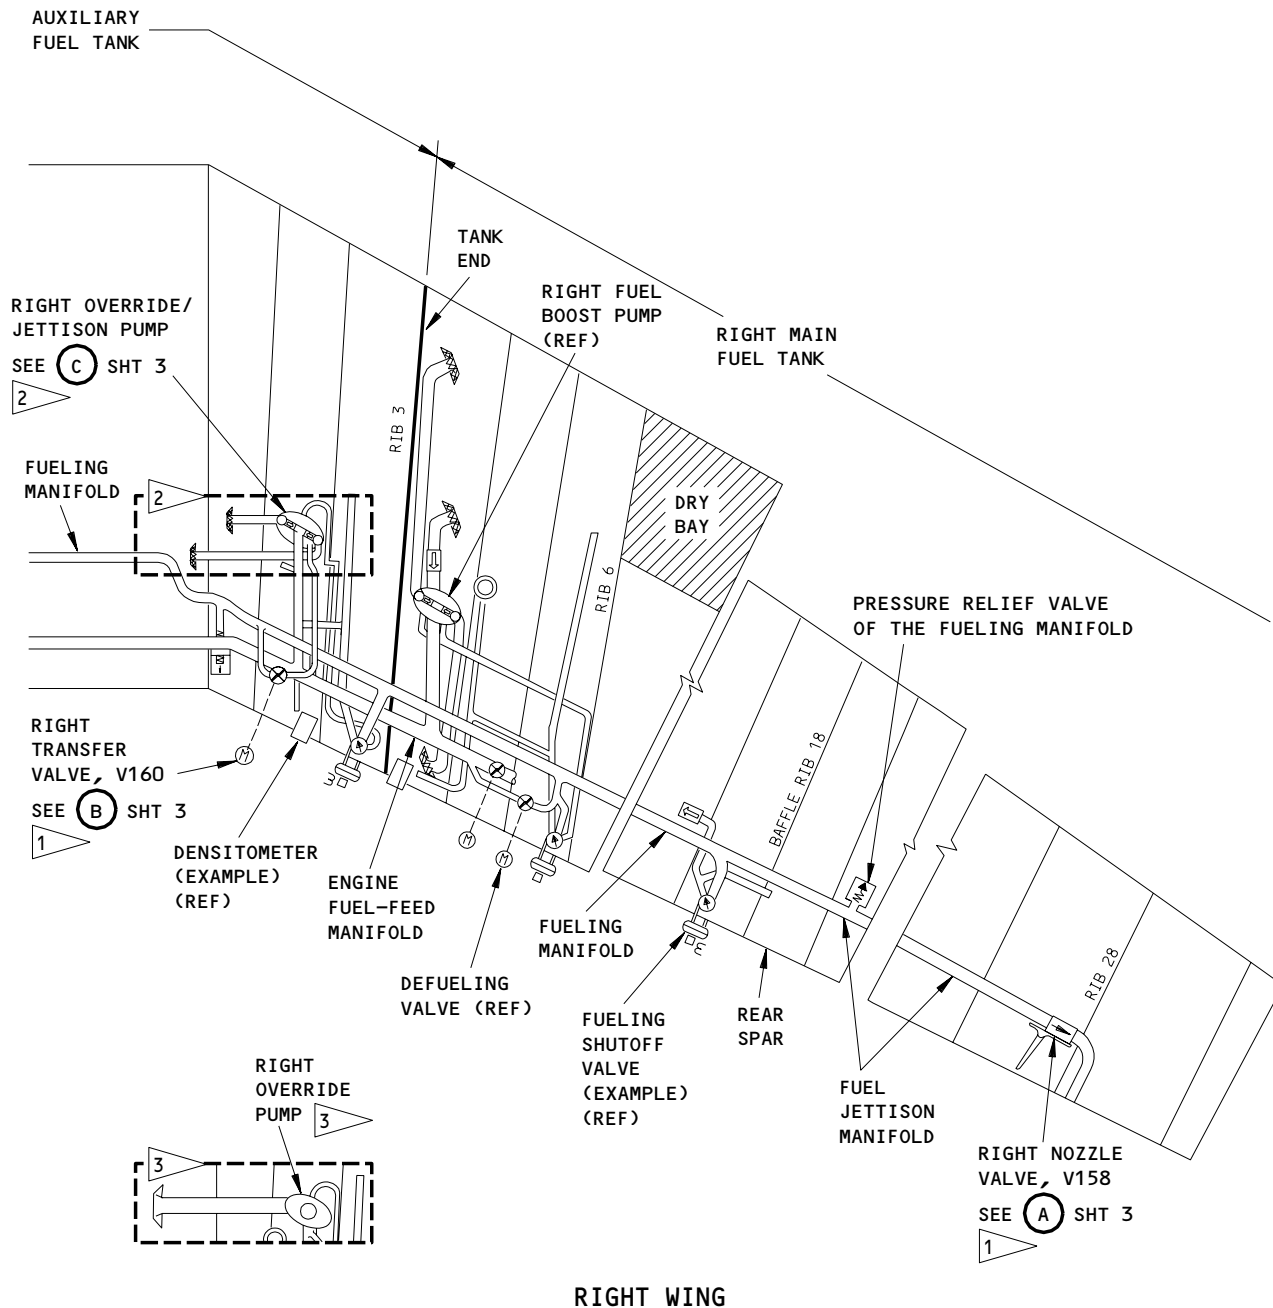 AUXILIARY
FUEL TANK
TANK
END
RIGHT FUEL
BOOST PUMP
(REF)
RIGHT MAIN
FUEL TANK
RIGHT OVERRIDE/
JETTISON PUMP
SEE C SHT 3
2
RIB 3
FUELING
MANIFOLD
2
DRY
BAY
RIB 6
PRESSURE RELIEF VALVE
OF THE FUELING MANIFOLD
RIGHT
TRANSFER
VALVE, V160
SEE B SHT 3
1
M
M
M
M
M
BAFFLE RIB 18
DENSITOMETER
(EXAMPLE)
(REF)
ENGINE
FUEL-FEED
MANIFOLD
DEFUELING
VALVE (REF)
FUELING
MANIFOLD
FUELING
SHUTOFF
VALVE
(EXAMPLE)
(REF)
REAR
SPAR
RIB 28
FUEL
JETTISON
MANIFOLD
RIGHT NOZZLE
VALVE, V158
SEE A SHT 3
1
RIGHT
OVERRIDE
PUMP 3
3
RIGHT WING